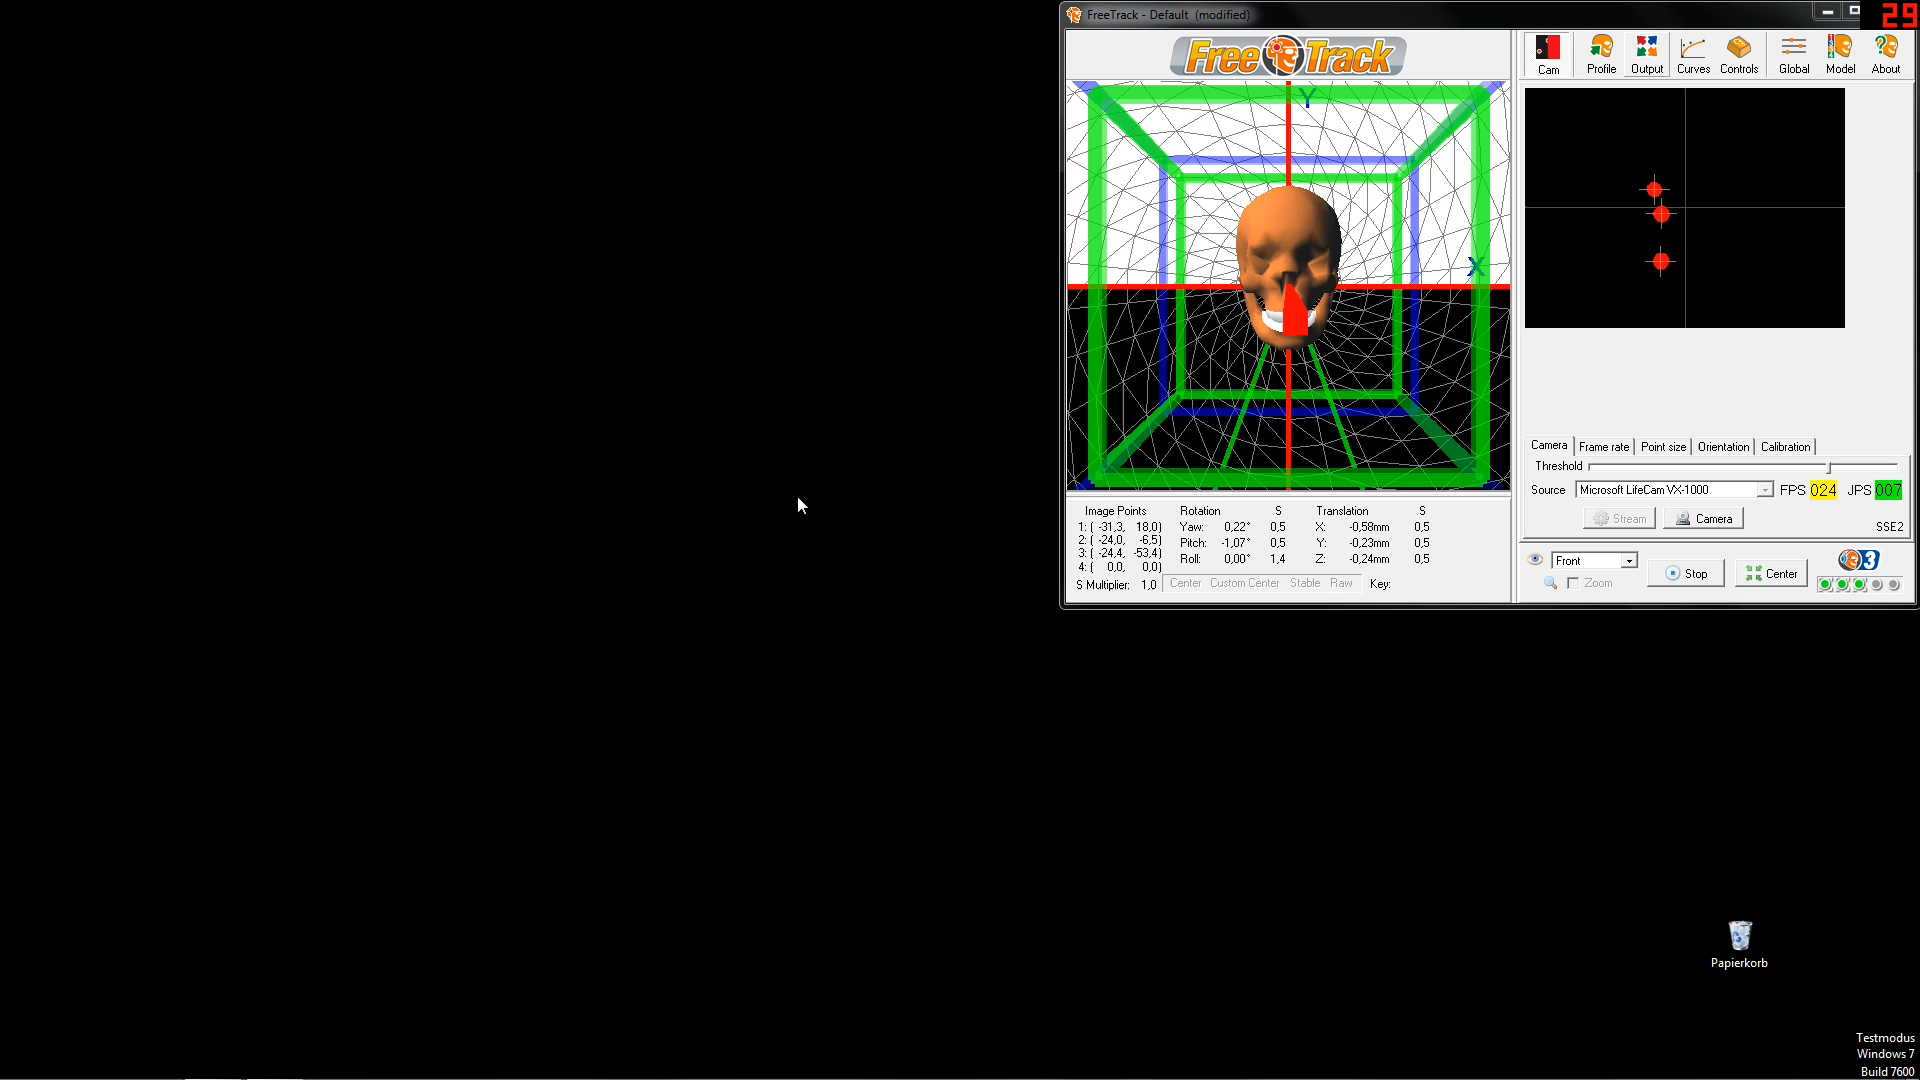 FreeTrack - Default (modified)
29
FreeTrack
Cam Profile Output Curves Controls Global Model About
Y
X
Camera Frame rate Point size Orientation Calibration
Threshold
Source Microsoft LifeCam VX-1000 FPS 024 JPS 007
Stream Camera SSE2
Image Points Rotation S Translation S
1: ( -31,3, 18,0) Yaw: 0,22° 0,5 X: -0,58mm 0,5
2: ( -24,0, -6,5) Pitch: -1,07° 0,5 Y: -0,23mm 0,5
3: ( -24,4, -53,4) Roll: 0,00° 1,4 Z: -0,24mm 0,5
4: ( 0,0, 0,0)
S Multiplier: 1,0 Center Custom Center Stable Raw Key:
Front Stop Center 3
Zoom
Papierkorb
Testmodus
Windows 7
Build 7600